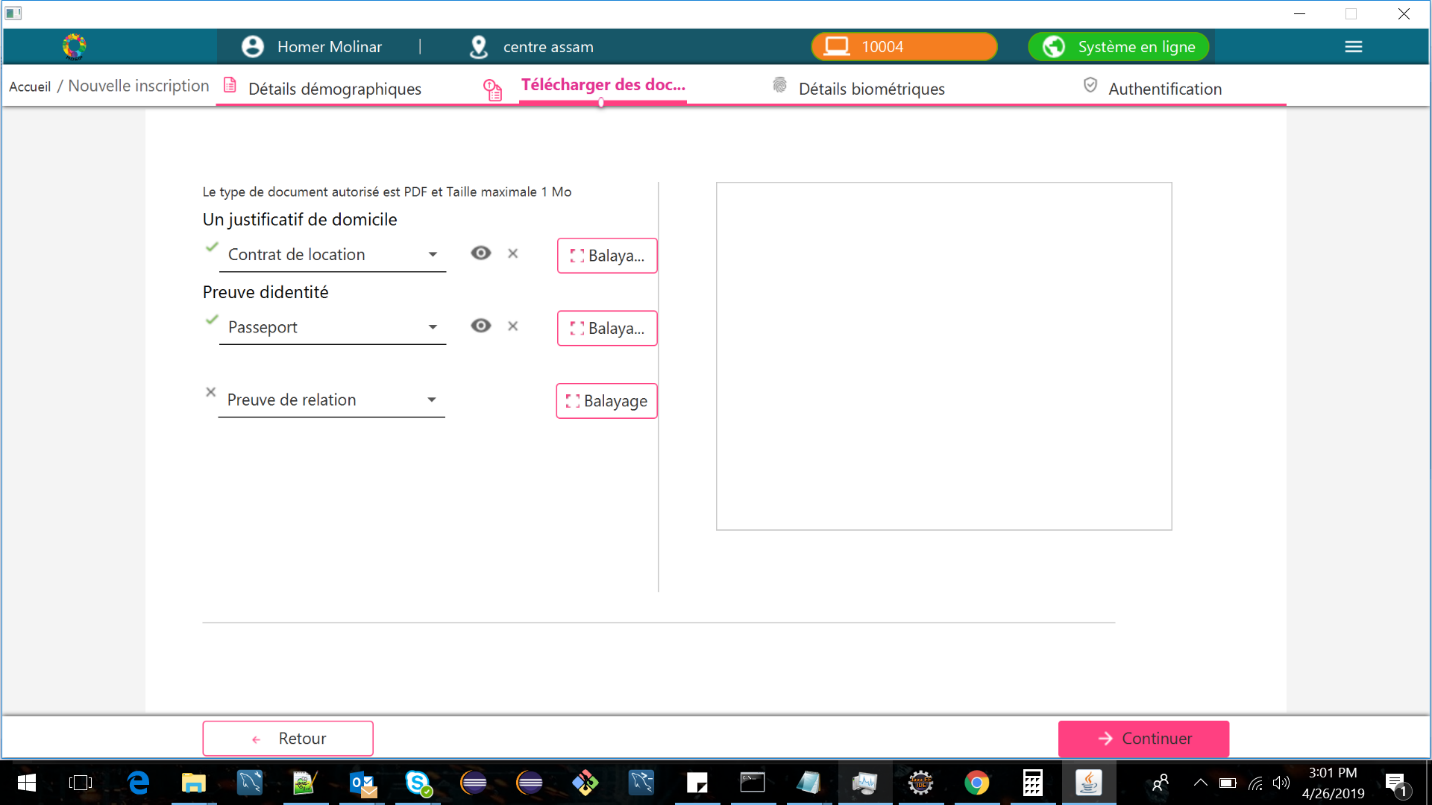 Homer Molinar | centre assam 10004 Système en ligne
Accueil / Nouvelle inscription Détails démographiques Télécharger des doc... Détails biométriques Authentification
Le type de document autorisé est PDF et Taille maximale 1 Mo
Un justificatif de domicile
Contrat de location Balaya...
Preuve didentité
Passeport Balaya...
Preuve de relation Balayage
Retour Continuer
3:01 PM
4/26/2019
1